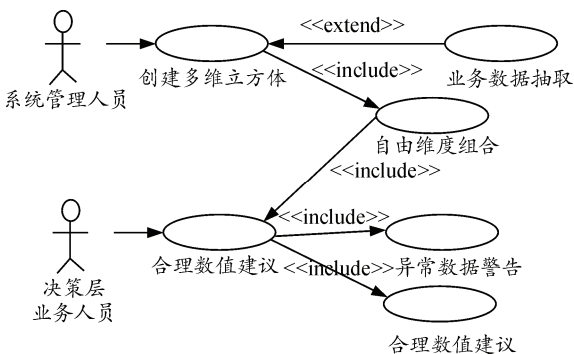 <<extend>>
创建多维立方体
业务数据抽取
系统管理人员
<<include>>
自由维度组合
<<include>>
<<include>>
合理数值建议
异常数据警告
<<include>>
决策层
业务人员
合理数值建议